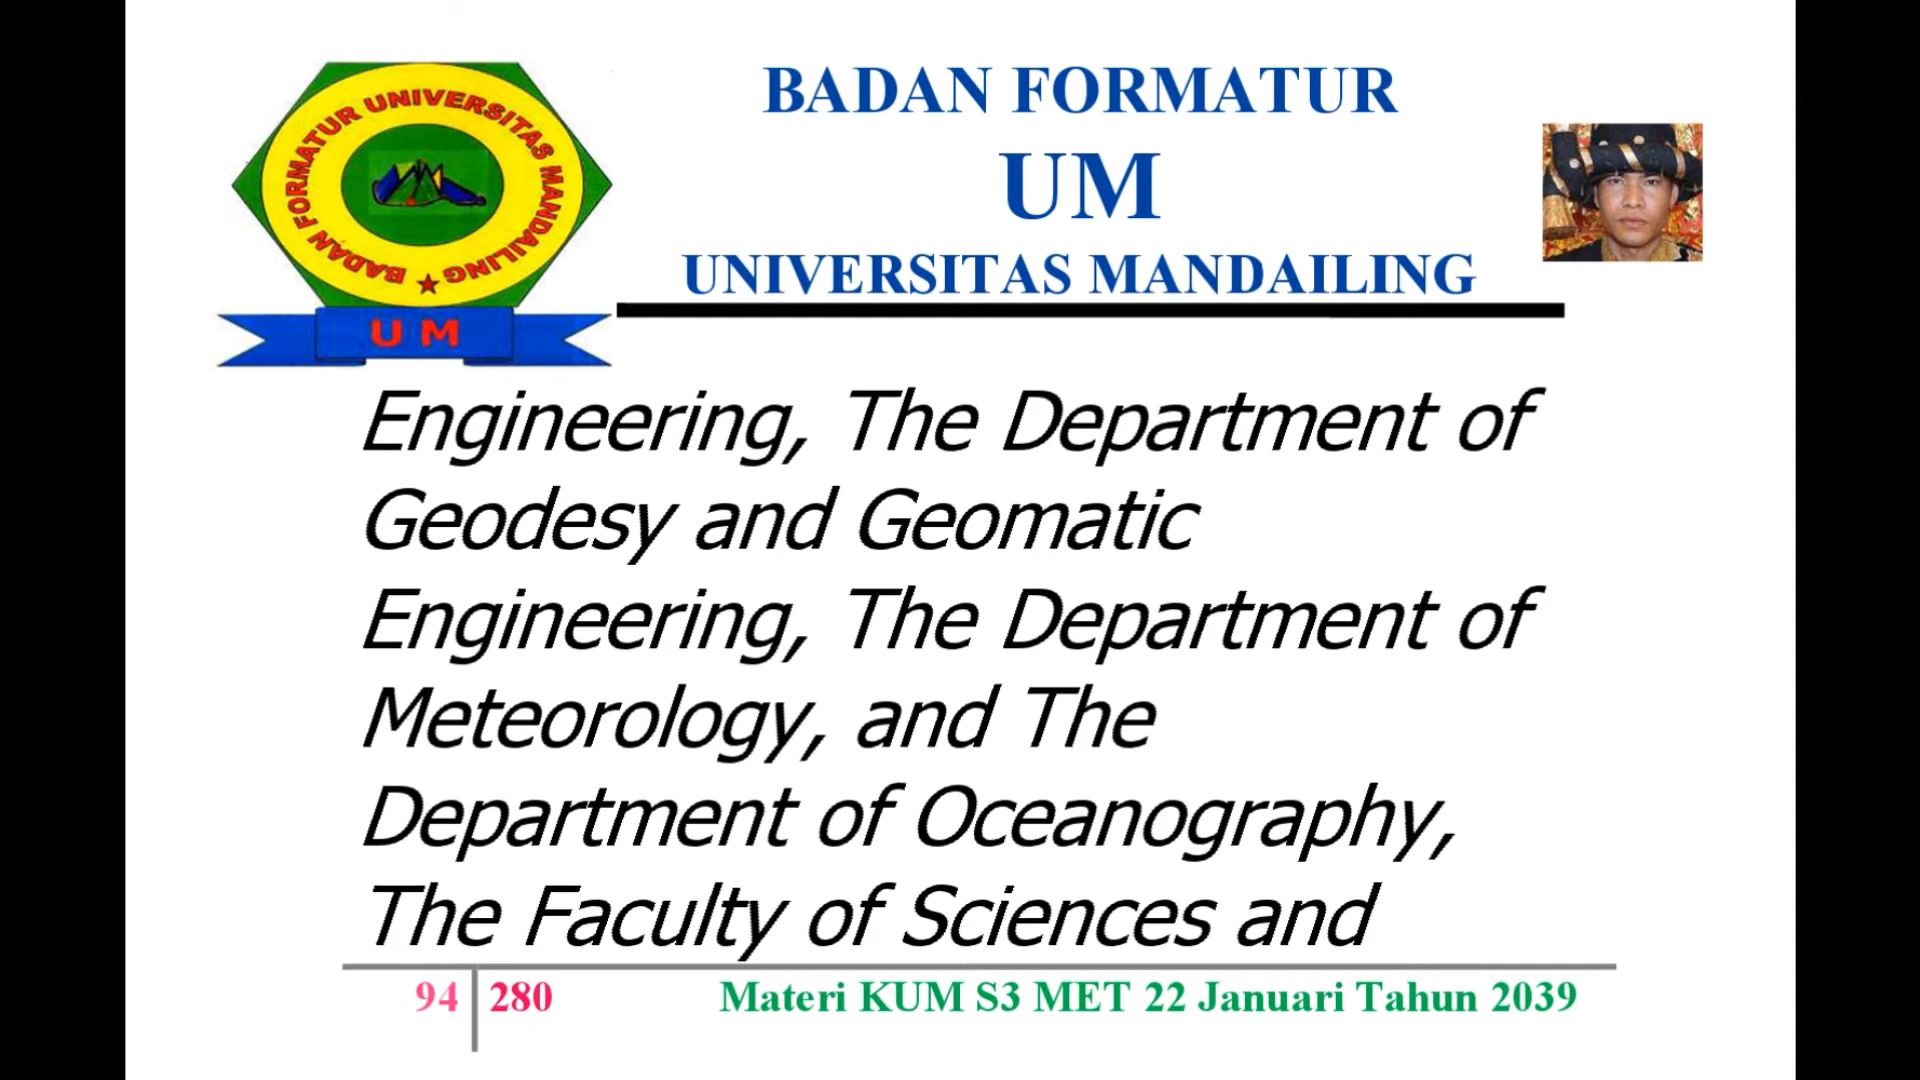 BADAN FORMATUR UNIVERSITAS MANDAILING
U M
BADAN FORMATUR
UM
UNIVERSITAS MANDAILING
Engineering, The Department of
Geodesy and Geomatic
Engineering, The Department of
Meteorology, and The
Department of Oceanography,
The Faculty of Sciences and
94 280 Materi KUM S3 MET 22 Januari Tahun 2039